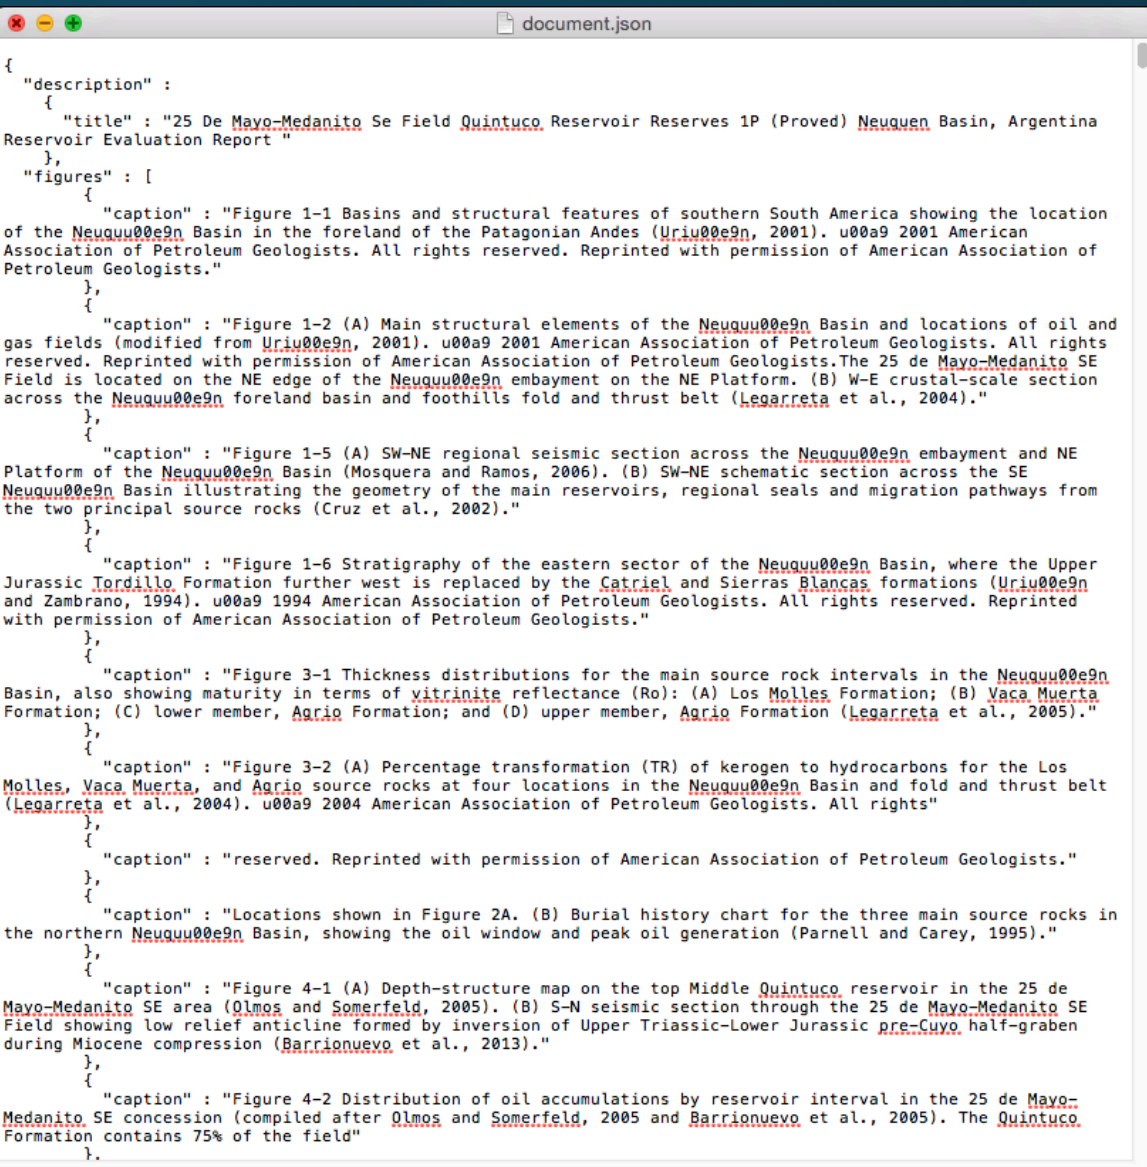 document.json
{
"description" :
{
"title" : "25 De Mayo-Medanito Se Field Quintuco Reservoir Reserves 1P (Proved) Neuquen Basin, Argentina
Reservoir Evaluation Report "
},
"figures" : [
{
"caption" : "Figure 1-1 Basins and structural features of southern South America showing the location
of the Neuquu00e9n Basin in the foreland of the Patagonian Andes (Uriu00e9n, 2001). u00a9 2001 American
Association of Petroleum Geologists. All rights reserved. Reprinted with permission of American Association of
Petroleum Geologists."
},
{
"caption" : "Figure 1-2 (A) Main structural elements of the Neuquu00e9n Basin and locations of oil and
gas fields (modified from Uriu00e9n, 2001). u00a9 2001 American Association of Petroleum Geologists. All rights
reserved. Reprinted with permission of American Association of Petroleum Geologists.The 25 de Mayo-Medanito SE
Field is located on the NE edge of the Neuquu00e9n embayment on the NE Platform. (B) W-E crustal-scale section
across the Neuquu00e9n foreland basin and foothills fold and thrust belt (Legarreta et al., 2004)."
},
{
"caption" : "Figure 1-5 (A) SW-NE regional seismic section across the Neuquu00e9n embayment and NE
Platform of the Neuquu00e9n Basin (Mosquera and Ramos, 2006). (B) SW-NE schematic section across the SE
Neuquu00e9n Basin illustrating the geometry of the main reservoirs, regional seals and migration pathways from
the two principal source rocks (Cruz et al., 2002)."
},
{
"caption" : "Figure 1-6 Stratigraphy of the eastern sector of the Neuquu00e9n Basin, where the Upper
Jurassic Tordillo Formation further west is replaced by the Catriel and Sierras Blancas formations (Uriu00e9n
and Zambrano, 1994). u00a9 1994 American Association of Petroleum Geologists. All rights reserved. Reprinted
with permission of American Association of Petroleum Geologists."
},
{
"caption" : "Figure 3-1 Thickness distributions for the main source rock intervals in the Neuquu00e9n
Basin, also showing maturity in terms of vitrinite reflectance (Ro): (A) Los Molles Formation; (B) Vaca Muerta
Formation; (C) lower member, Agrio Formation; and (D) upper member, Agrio Formation (Legarreta et al., 2005)."
},
{
"caption" : "Figure 3-2 (A) Percentage transformation (TR) of kerogen to hydrocarbons for the Los
Molles, Vaca Muerta, and Agrio source rocks at four locations in the Neuquu00e9n Basin and fold and thrust belt
(Legarreta et al., 2004). u00a9 2004 American Association of Petroleum Geologists. All rights"
},
{
"caption" : "reserved. Reprinted with permission of American Association of Petroleum Geologists."
},
{
"caption" : "Locations shown in Figure 2A. (B) Burial history chart for the three main source rocks in
the northern Neuquu00e9n Basin, showing the oil window and peak oil generation (Parnell and Carey, 1995)."
},
{
"caption" : "Figure 4-1 (A) Depth-structure map on the top Middle Quintuco reservoir in the 25 de
Mayo-Medanito SE area (Olmos and Somerfeld, 2005). (B) S-N seismic section through the 25 de Mayo-Medanito SE
Field showing low relief anticline formed by inversion of Upper Triassic-Lower Jurassic pre-Cuyo half-graben
during Miocene compression (Barrionuevo et al., 2013)."
},
{
"caption" : "Figure 4-2 Distribution of oil accumulations by reservoir interval in the 25 de Mayo-
Medanito SE concession (compiled after Olmos and Somerfeld, 2005 and Barrionuevo et al., 2005). The Quintuco
Formation contains 75% of the field"
},